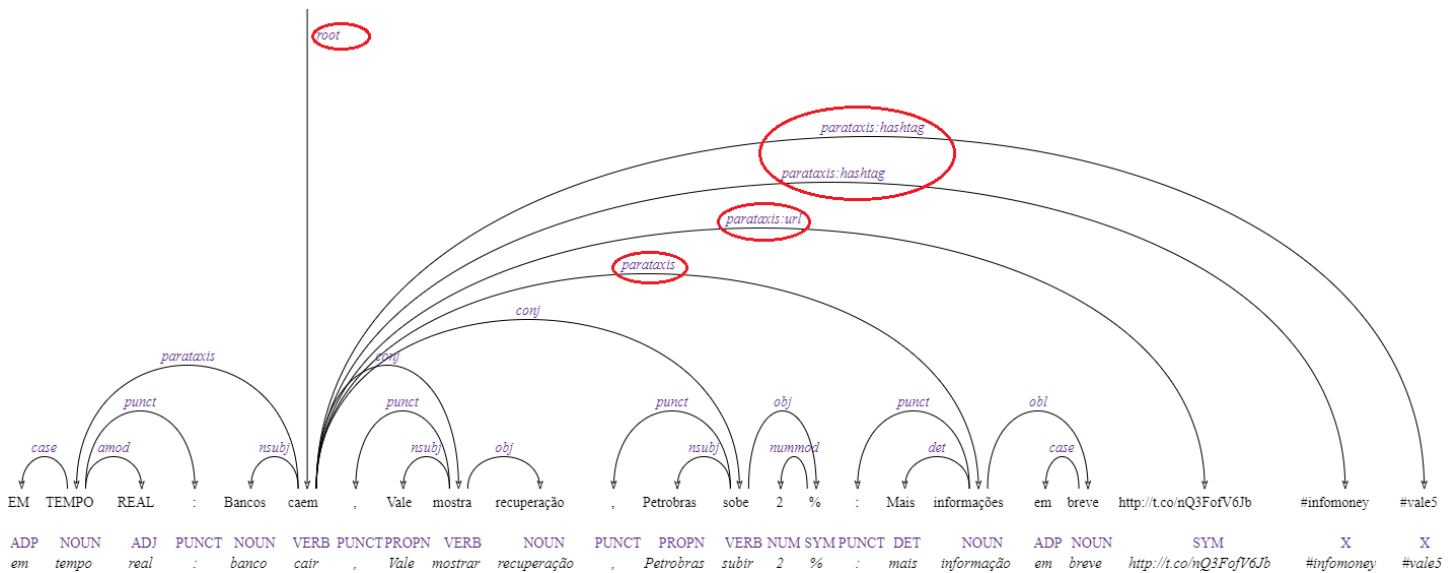 root
parataxis:hashtag
parataxis:hashtag
parataxis:url
parataxis
conj
parataxis conj
punct punct punct obj punct obl
case amod nsubj nsubj obj nsubj nummod det case
EM TEMPO REAL : Bancos caem , Vale mostra recuperação , Petrobras sobe 2 % : Mais informações em breve http://t.co/nQ3FofV6Jb #infomoney #vale5
ADP NOUN ADJ PUNCT NOUN VERB PUNCT PROPN VERB NOUN PUNCT PROPN VERB NUM SYM PUNCT DET NOUN ADP NOUN SYM X X
em tempo real : banco cair , Vale mostrar recuperação , Petrobras subir 2 % : mais informação em breve http://t.co/nQ3FofV6Jb #infomoney #vale5